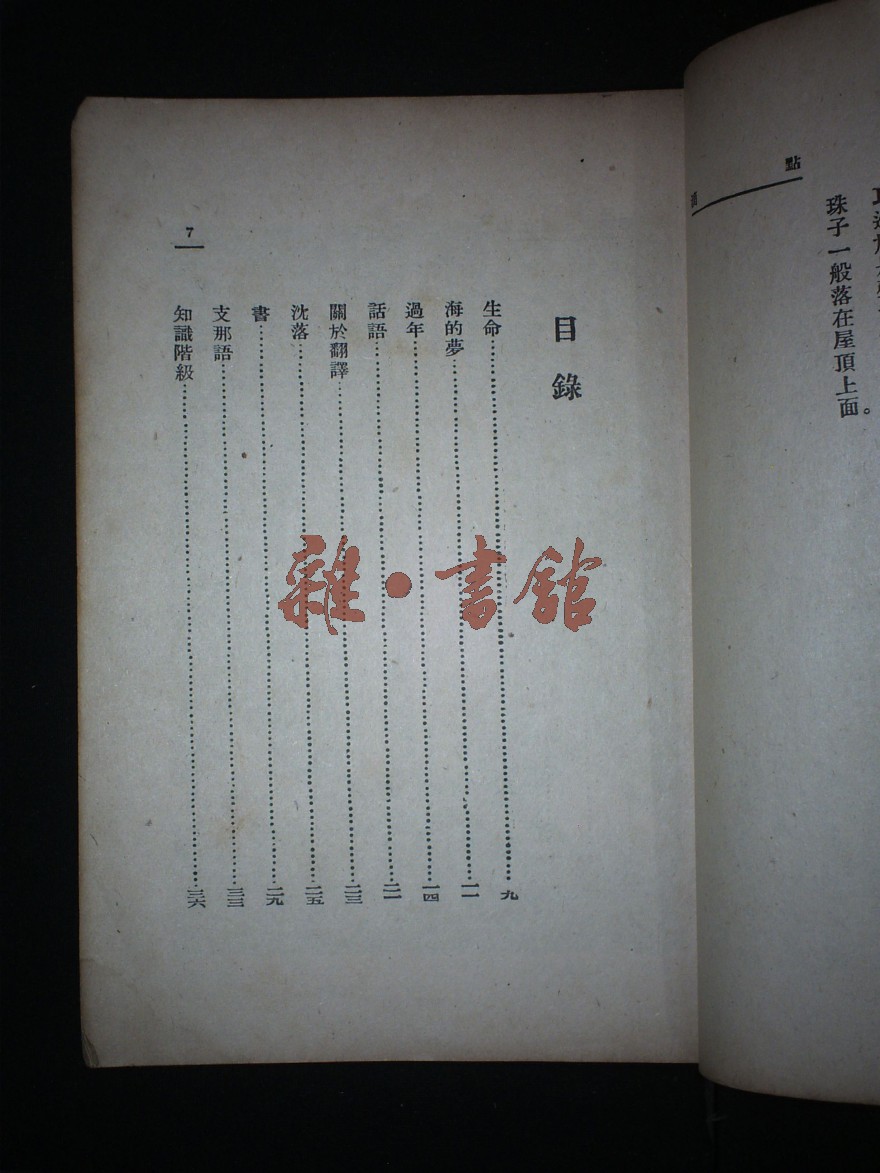 點
珠子一般落在屋頂上面。
7
目錄
生命……九
海的夢……一一
過年……一四
話語……二一
關於翻譯……二三
沈落……二五
書……二九
支那語……三三
知識階級……三六
雜·書館